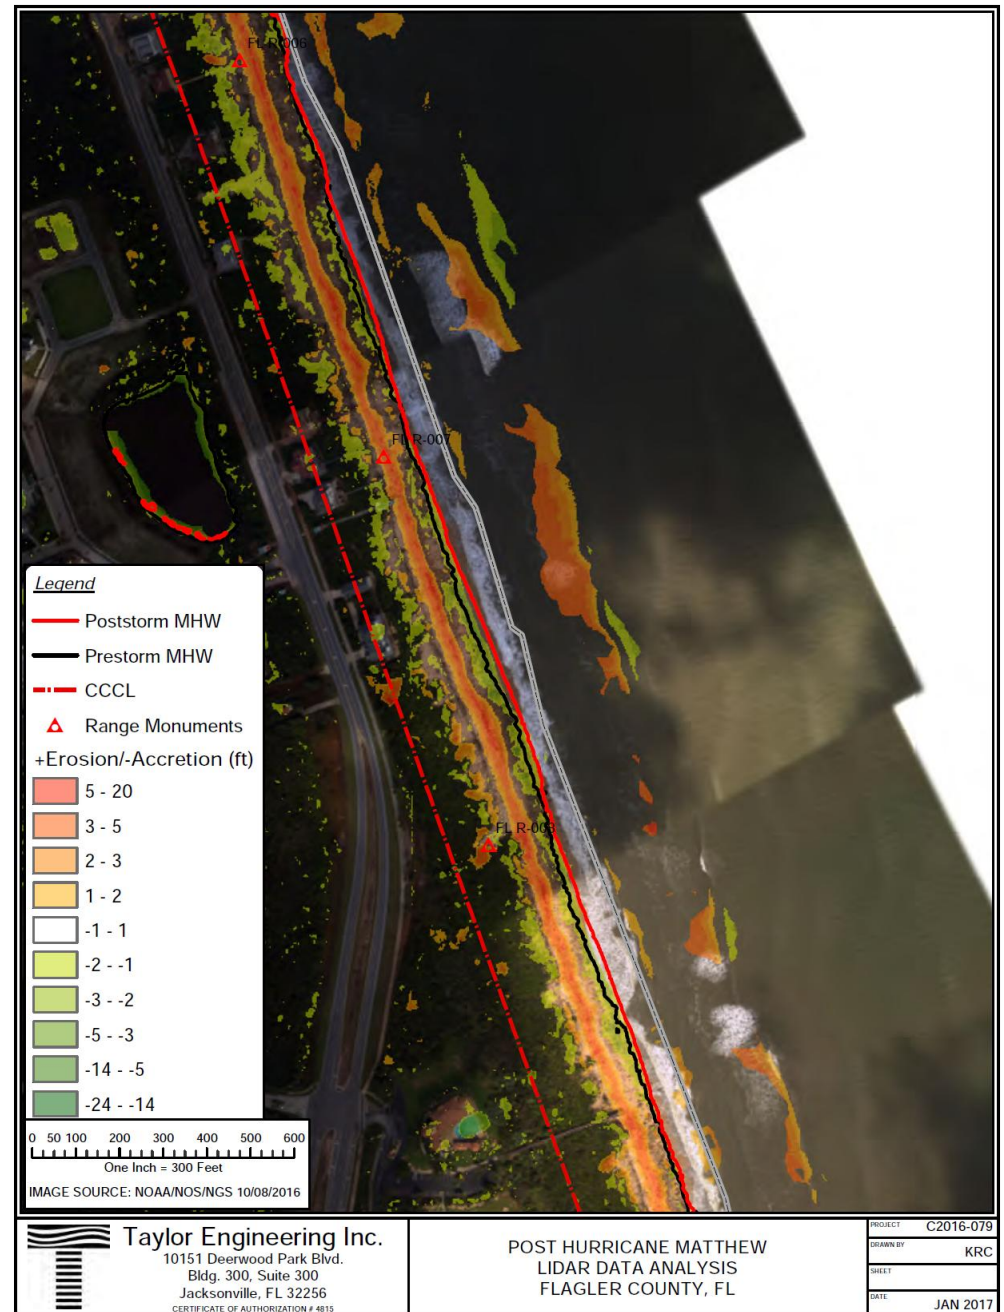 FL R-006
FL R-007
FL R-008
Legend
Poststorm MHW
Prestorm MHW
CCCL
Range Monuments
+Erosion/-Accretion (ft)
5 - 20
3 - 5
2 - 3
1 - 2
-1 - 1
-2 - -1
-3 - -2
-5 - -3
-14 - -5
-24 - -14
0 50 100 200 300 400 500 600
One Inch = 300 Feet
IMAGE SOURCE: NOAA/NOS/NGS 10/08/2016
Taylor Engineering Inc.
10151 Deerwood Park Blvd.
Bldg. 300, Suite 300
Jacksonville, FL 32256
CERTIFICATE OF AUTHORIZATION # 4815
POST HURRICANE MATTHEW
LIDAR DATA ANALYSIS
FLAGLER COUNTY, FL
PROJECT C2016-079
DRAWN BY KRC
SHEET
DATE JAN 2017